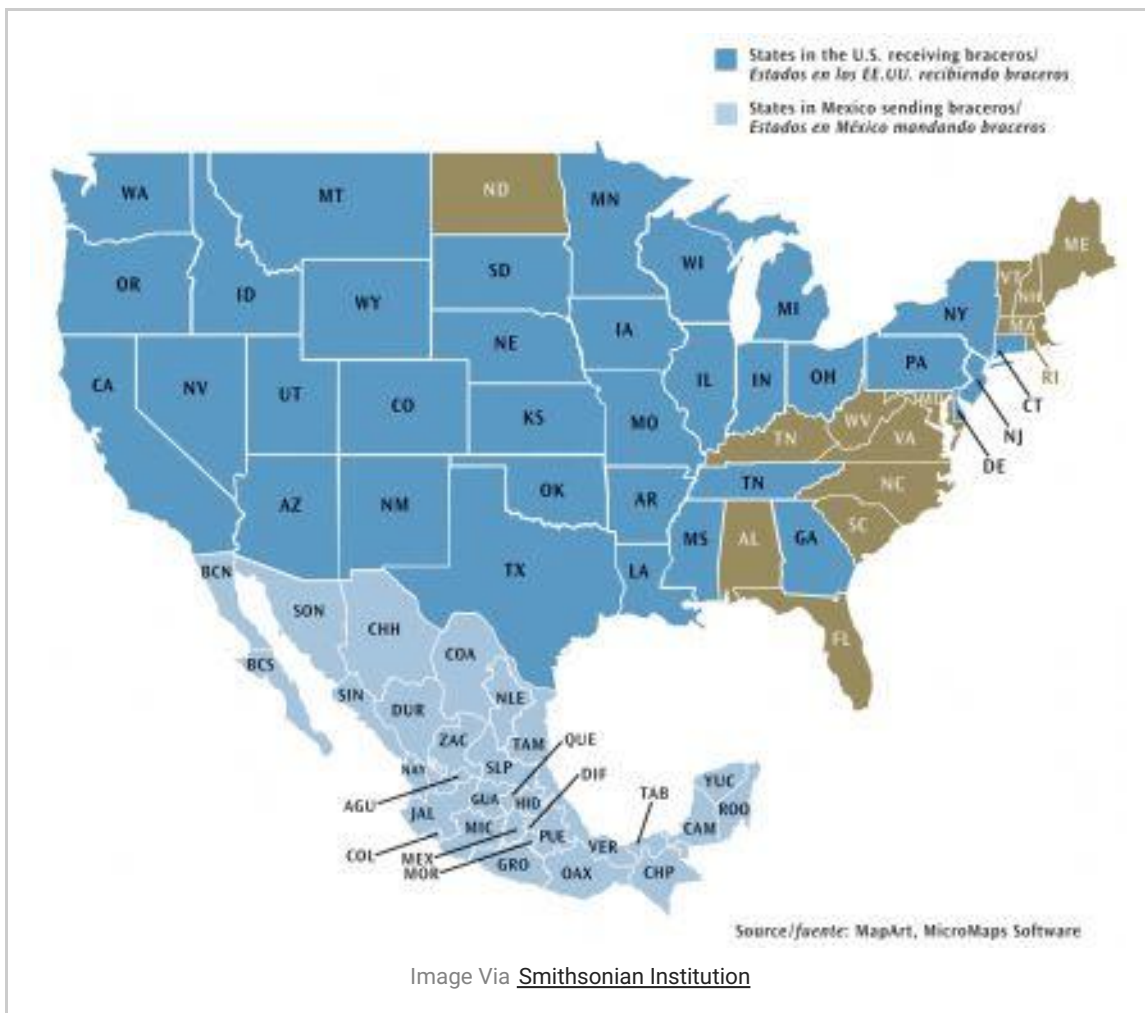 States in the U.S. receiving braceros/
Estados en los EE.UU. recibiendo braceros
States in Mexico sending braceros/
Estados en México mandando braceros
WA
MT
ND
MN
ME
OR
ID
SD
WI
VT
NH
WY
MI
NY
MA
CA
NV
UT
NE
IA
PA
RI
CO
KS
IL
IN
OH
CT
MO
WV
MD
NJ
TN
VA
DE
AZ
NM
OK
AR
TN
NC
TX
LA
MS
AL
GA
SC
FL
BCN
SON
CHH
COA
BCS
SIN
DUR
NLE
ZAC
TAM
QUE
NAY
SLP
DIF
AGU
GUA
HID
TAB
YUC
ROO
JAL
MIC
PUE
CAM
COL
MEX
VER
MOR
GRO
OAX
CHP
Source/fuente: MapArt, MicroMaps Software
Image Via Smithsonian Institution